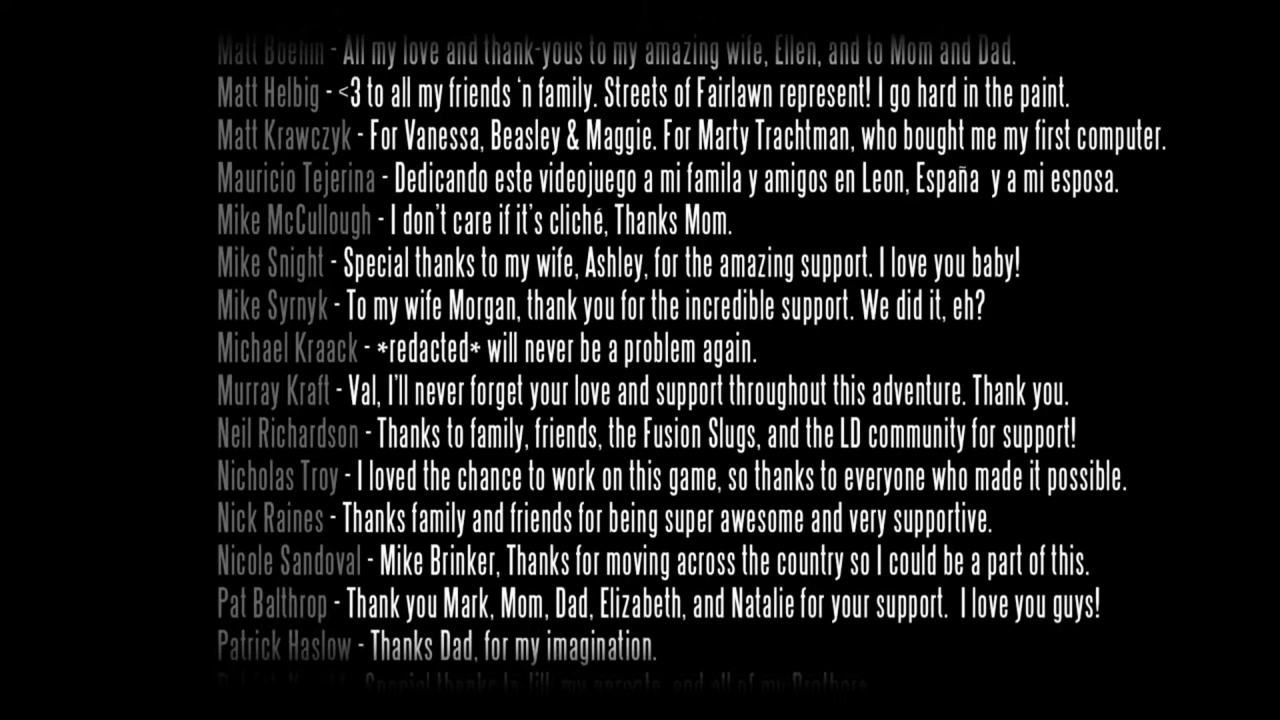 Matt Boehm - All my love and thank-yous to my amazing wife, Ellen, and to Mom and Dad.
Matt Helbig - <3 to all my friends ‘n family. Streets of Fairlawn represent! I go hard in the paint.
Matt Krawczyk - For Vanessa, Beasley & Maggie. For Marty Trachtman, who bought me my first computer.
Mauricio Tejerina - Dedicando este videojuego a mi famila y amigos en Leon, España  y a mi esposa.
Mike McCullough - I don't care if it's cliché, Thanks Mom.
Mike Snight - Special thanks to my wife, Ashley, for the amazing support. I love you baby!
Mike Syrnyk - To my wife Morgan, thank you for the incredible support. We did it, eh?
Michael Kraack - *redacted* will never be a problem again.
Murray Kraft - Val, I'll never forget your love and support throughout this adventure. Thank you.
Neil Richardson - Thanks to family, friends, the Fusion Slugs, and the LD community for support!
Nicholas Troy - I loved the chance to work on this game, so thanks to everyone who made it possible.
Nick Raines - Thanks family and friends for being super awesome and very supportive.
Nicole Sandoval - Mike Brinker, Thanks for moving across the country so I could be a part of this.
Pat Balthrop - Thank you Mark, Mom, Dad, Elizabeth, and Natalie for your support.  I love you guys!
Patrick Haslow - Thanks Dad, for my imagination.
Special thanks to Jill, my parents, and all of my Brothers